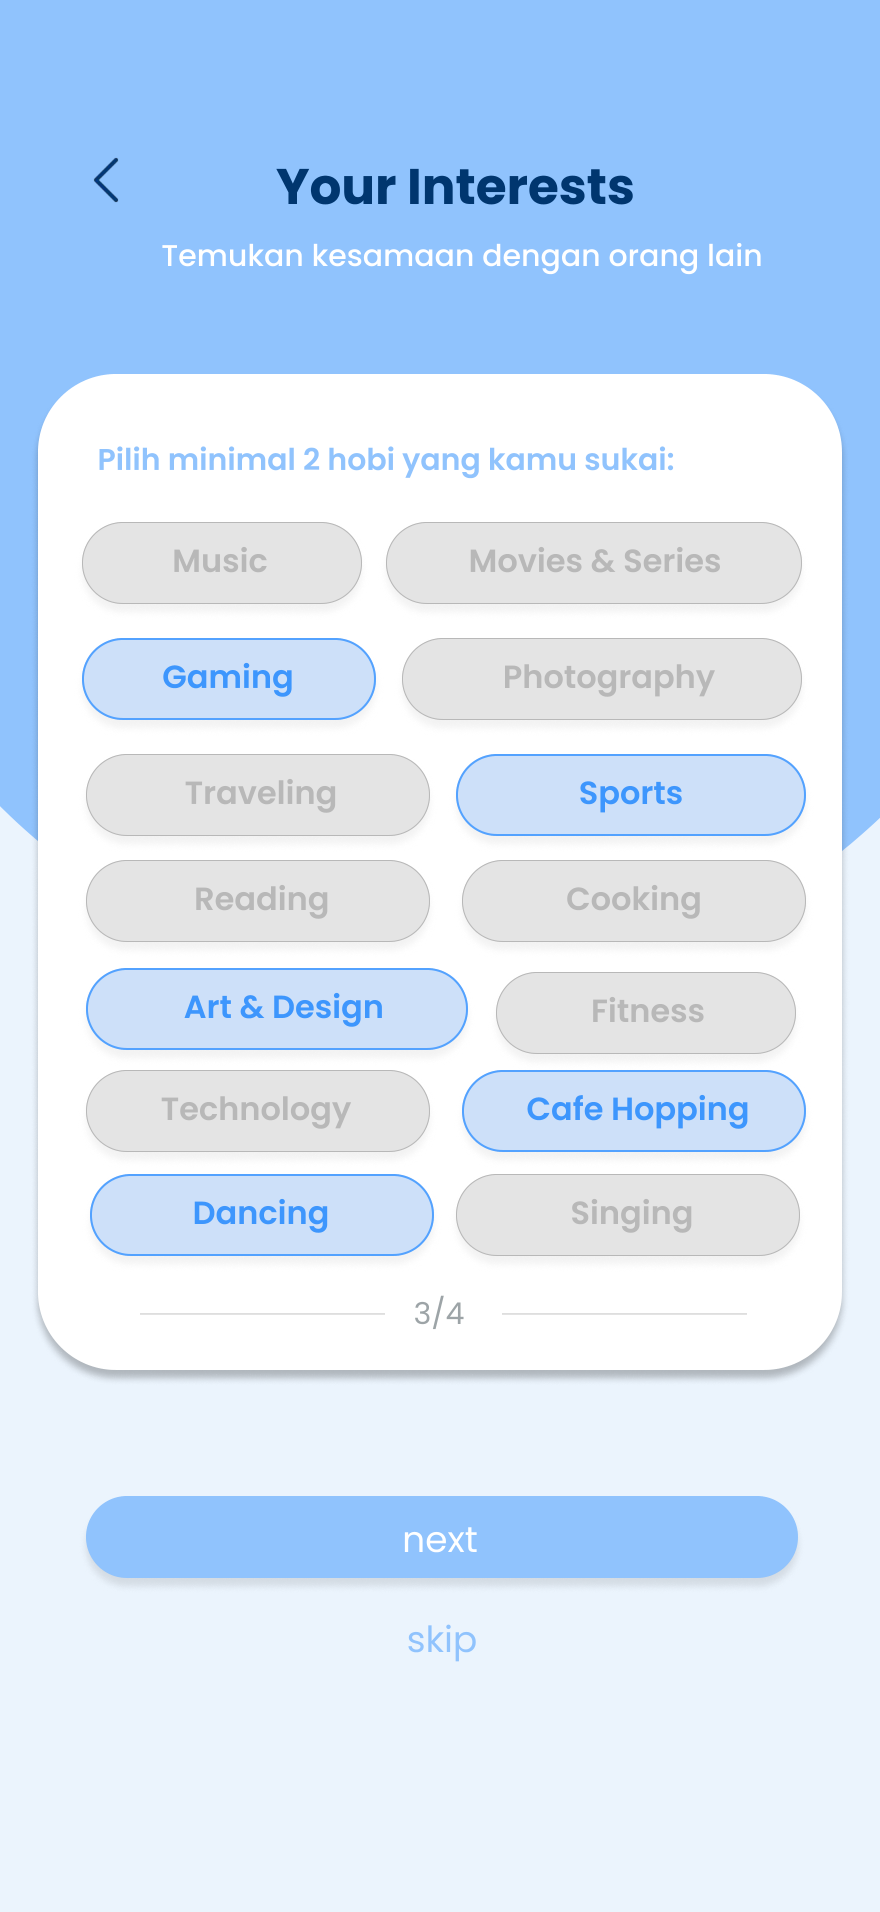 Your Interests
Temukan kesamaan dengan orang lain
Pilih minimal 2 hobi yang kamu sukai:
Music
Movies & Series
Gaming
Photography
Traveling
Sports
Reading
Cooking
Art & Design
Fitness
Technology
Cafe Hopping
Dancing
Singing
3/4
next
skip